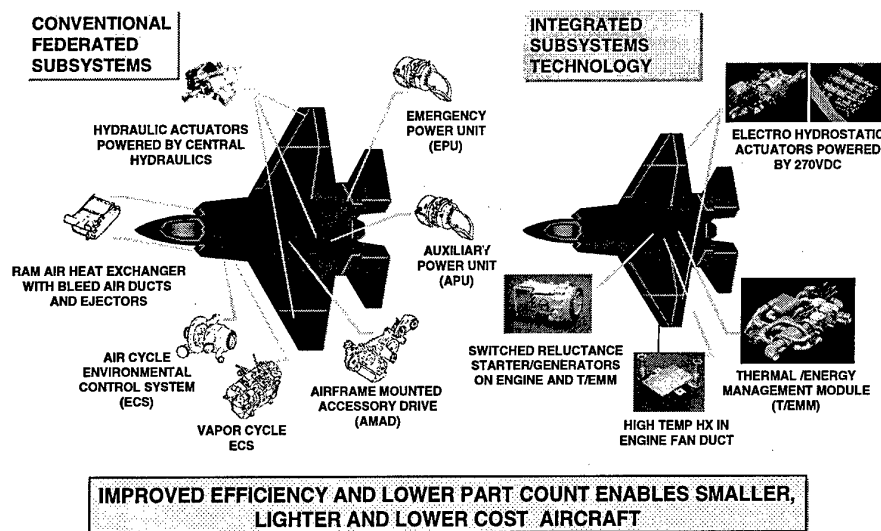 CONVENTIONAL
FEDERATED
SUBSYSTEMS
HYDRAULIC ACTUATORS
POWERED BY CENTRAL
HYDRAULICS
EMERGENCY
POWER UNIT
(EPU)
RAM AIR HEAT EXCHANGER
WITH BLEED AIR DUCTS
AND EJECTORS
AUXILIARY
POWER UNIT
(APU)
AIR CYCLE
ENVIRONMENTAL
CONTROL SYSTEM
(ECS)
VAPOR CYCLE
ECS
AIRFRAME MOUNTED
ACCESSORY DRIVE
(AMAD)
INTEGRATED
SUBSYSTEMS
TECHNOLOGY
ELECTRO HYDROSTATIC
ACTUATORS POWERED
BY 270VDC
SWITCHED RELUCTANCE
STARTER/GENERATORS
ON ENGINE AND T/EMM
HIGH TEMP HX IN
ENGINE FAN DUCT
THERMAL /ENERGY
MANAGEMENT MODULE
(T/EMM)
IMPROVED EFFICIENCY AND LOWER PART COUNT ENABLES SMALLER,
LIGHTER AND LOWER COST AIRCRAFT